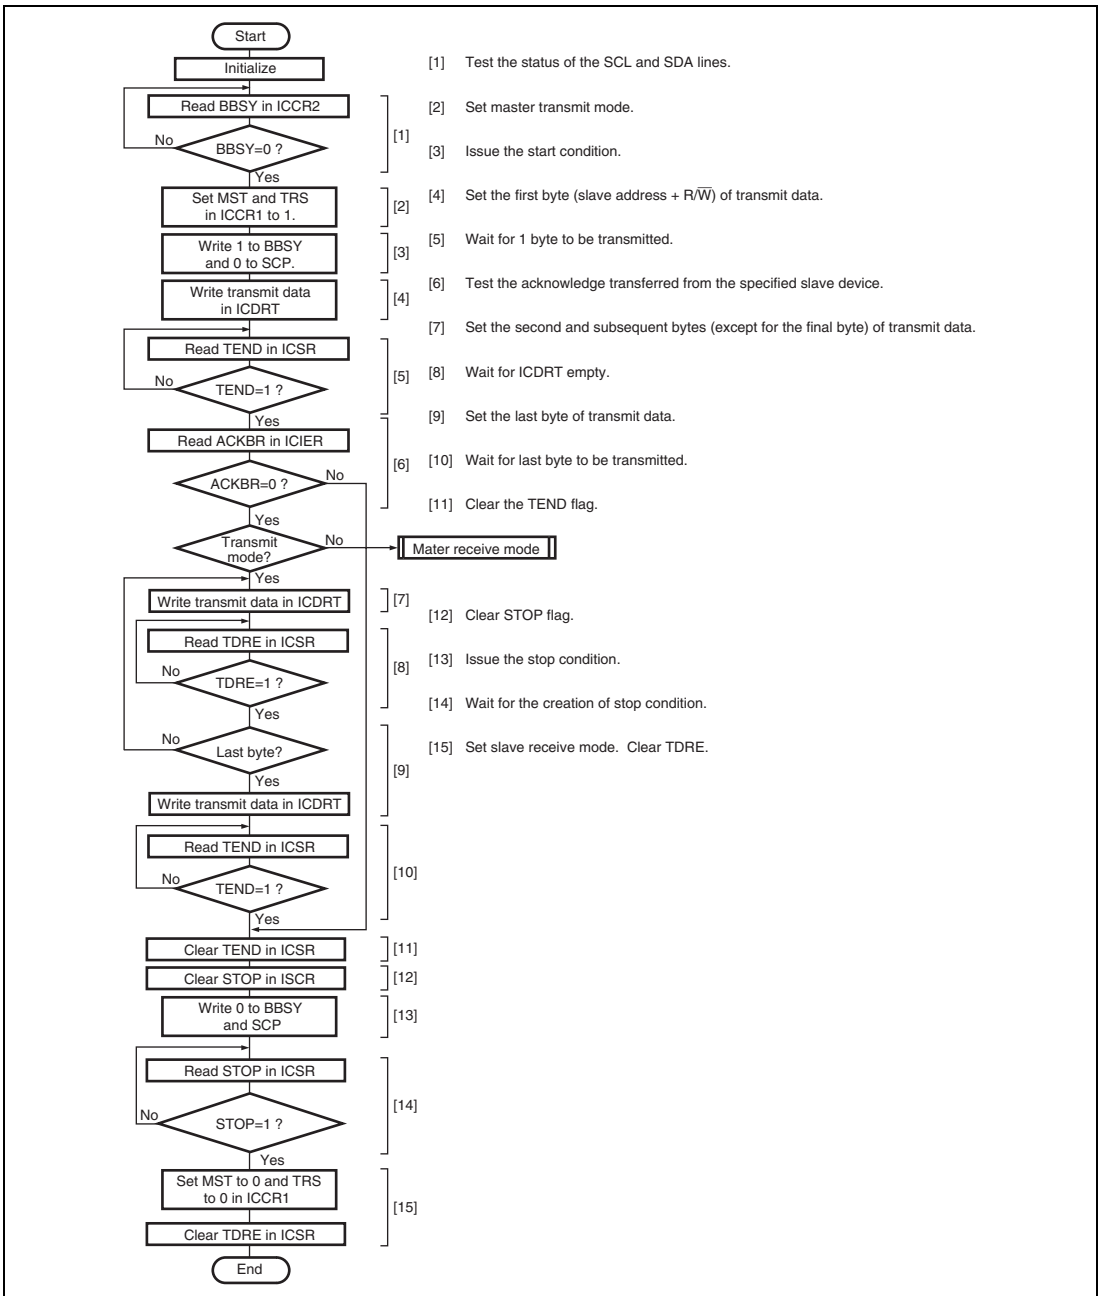 Start
Initialize
Read BBSY in ICCR2
No
BBSY=0 ?
[1]
Yes
Set MST and TRS
in ICCR1 to 1.
[2]
Write 1 to BBSY
and 0 to SCP.
[3]
Write transmit data
in ICDRT
[4]
Read TEND in ICSR
No
TEND=1 ?
[5]
Yes
Read ACKBR in ICIER
[6]
No
ACKBR=0 ?
Yes
Transmit
mode?
No
Mater receive mode
Yes
Write transmit data in ICDRT
[7]
Read TDRE in ICSR
No
TDRE=1 ?
[8]
Yes
No
Last byte?
[9]
Yes
Write transmit data in ICDRT
Read TEND in ICSR
No
TEND=1 ?
[10]
Yes
Clear TEND in ICSR
[11]
Clear STOP in ISCR
[12]
Write 0 to BBSY
and SCP
[13]
Read STOP in ICSR
No
STOP=1 ?
[14]
Yes
Set MST to 0 and TRS
to 0 in ICCR1
[15]
Clear TDRE in ICSR
End
[1] Test the status of the SCL and SDA lines.
[2] Set master transmit mode.
[3] Issue the start condition.
[4] Set the first byte (slave address + R/W̅) of transmit data.
[5] Wait for 1 byte to be transmitted.
[6] Test the acknowledge transferred from the specified slave device.
[7] Set the second and subsequent bytes (except for the final byte) of transmit data.
[8] Wait for ICDRT empty.
[9] Set the last byte of transmit data.
[10] Wait for last byte to be transmitted.
[11] Clear the TEND flag.
[12] Clear STOP flag.
[13] Issue the stop condition.
[14] Wait for the creation of stop condition.
[15] Set slave receive mode. Clear TDRE.